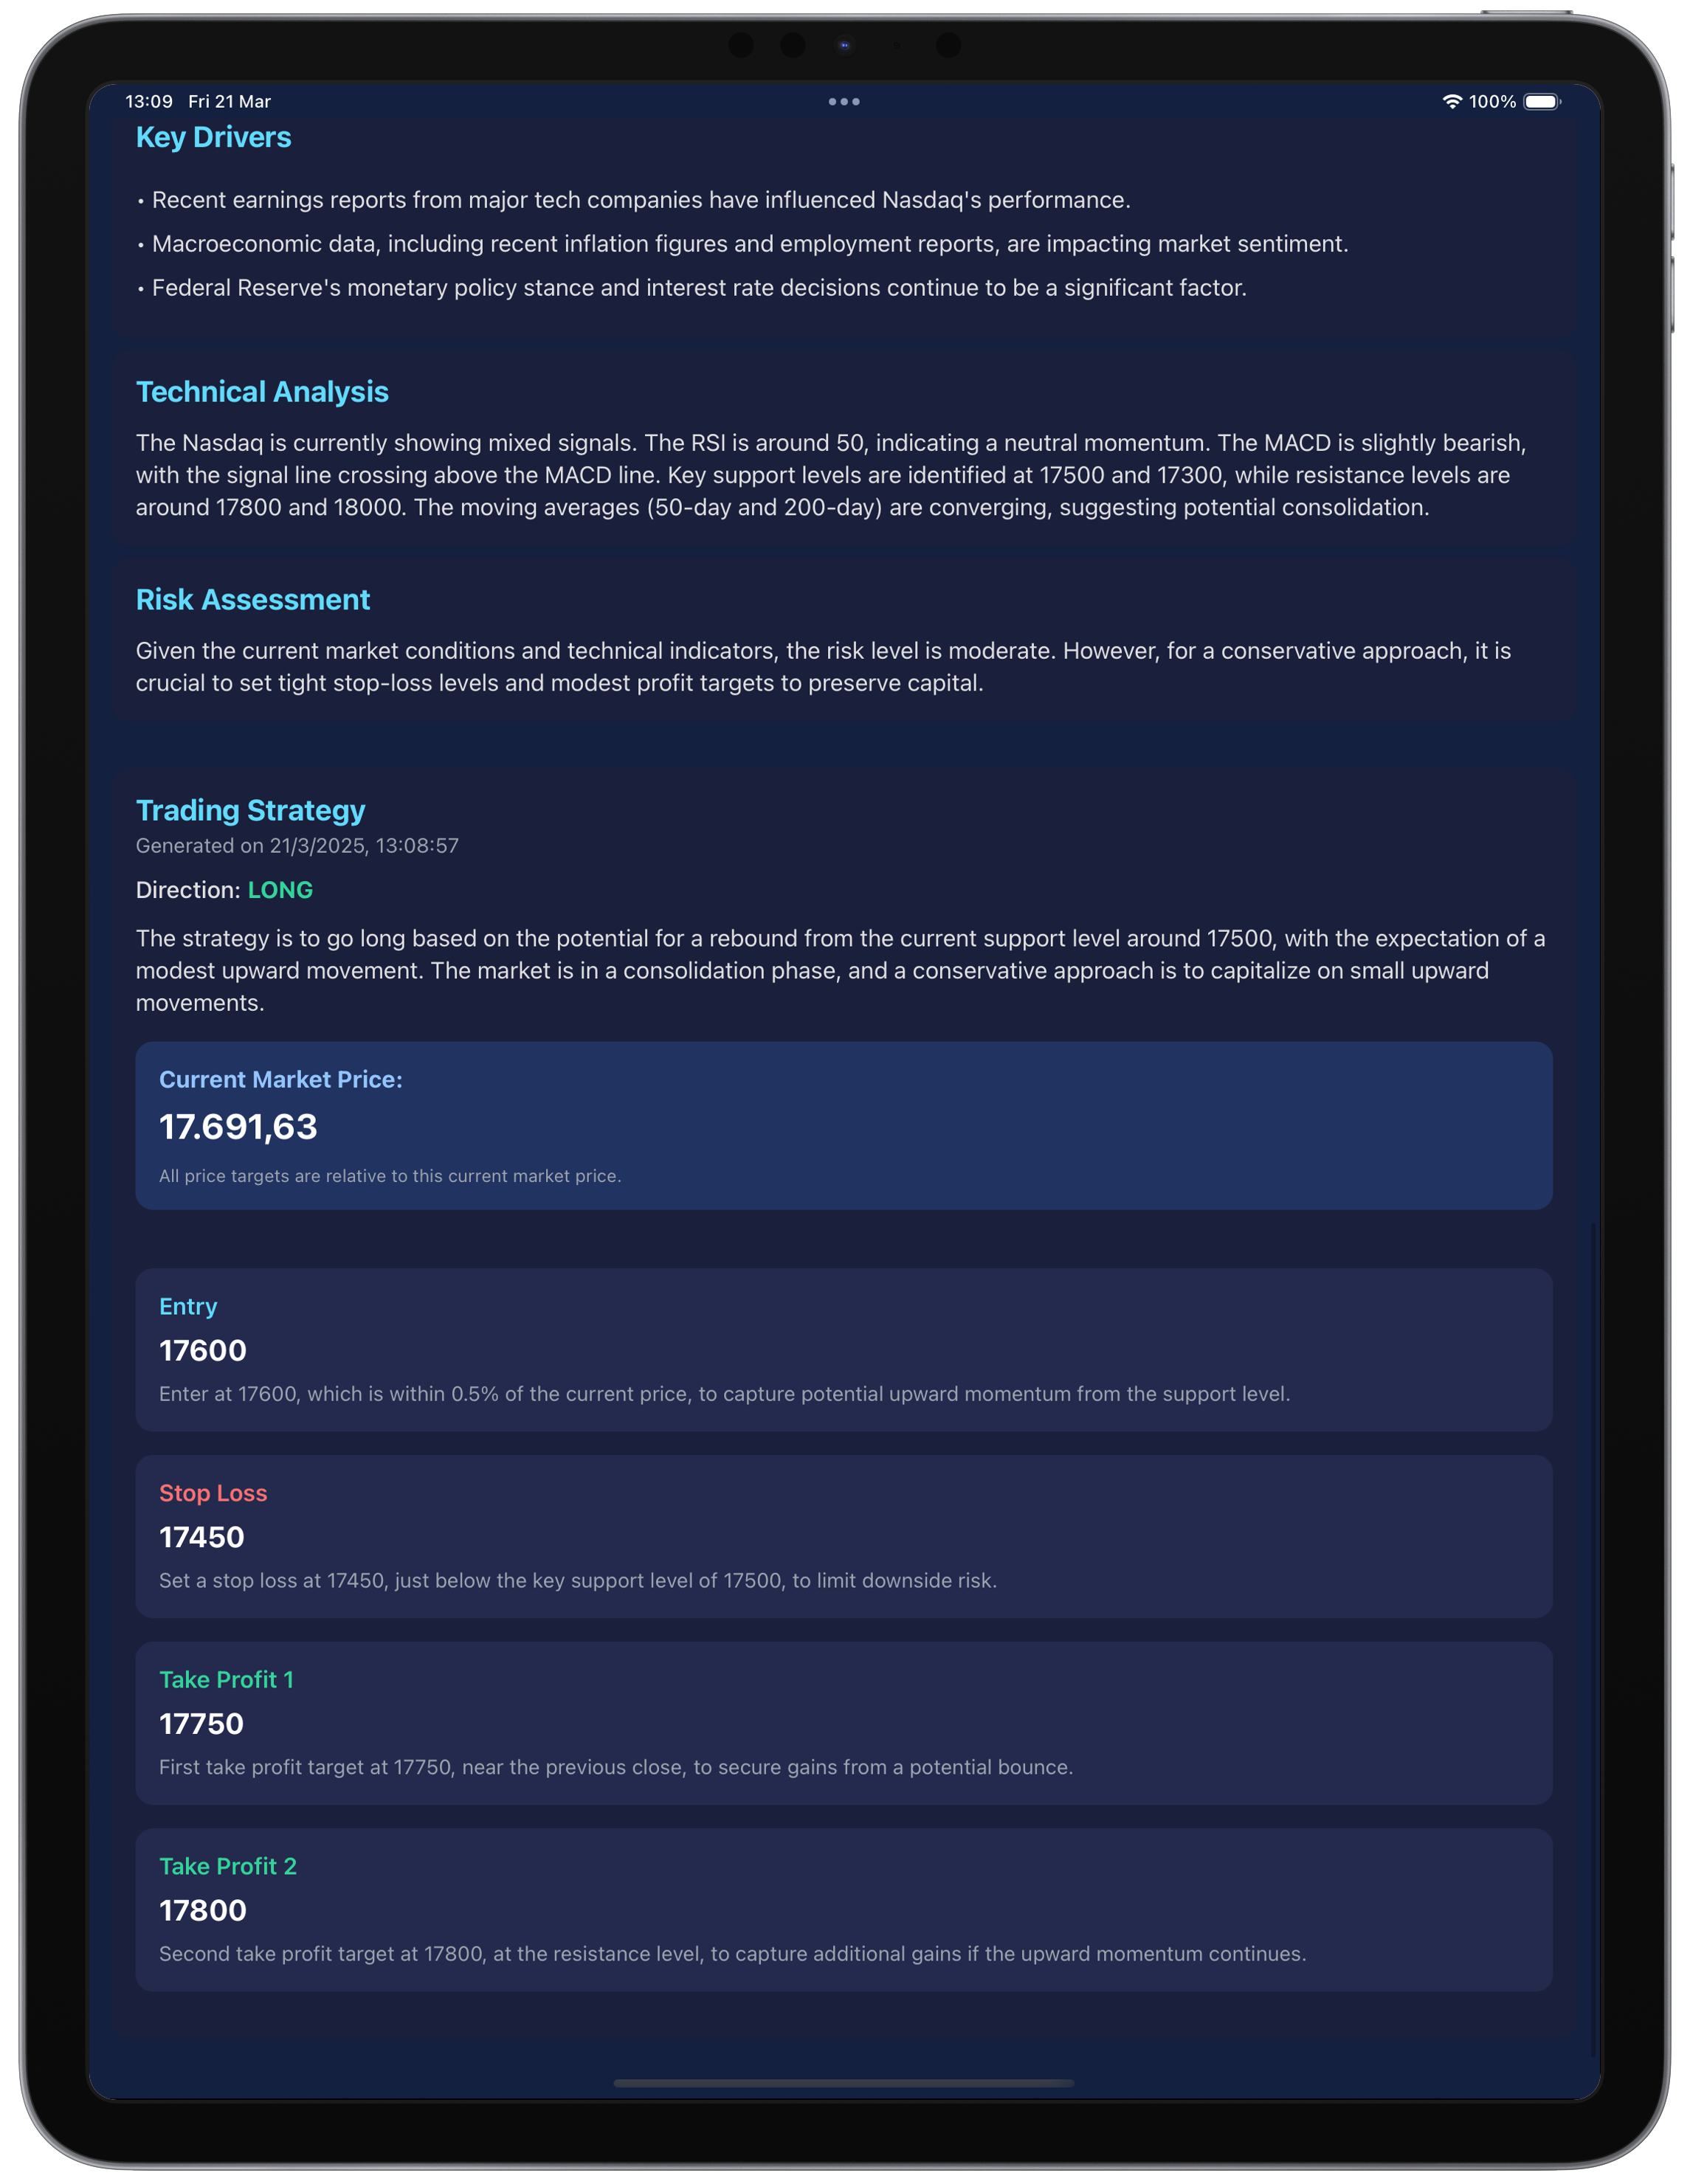 13:09 Fri 21 Mar
100%
Key Drivers
• Recent earnings reports from major tech companies have influenced Nasdaq's performance.
• Macroeconomic data, including recent inflation figures and employment reports, are impacting market sentiment.
• Federal Reserve's monetary policy stance and interest rate decisions continue to be a significant factor.
Technical Analysis
The Nasdaq is currently showing mixed signals. The RSI is around 50, indicating a neutral momentum. The MACD is slightly bearish,
with the signal line crossing above the MACD line. Key support levels are identified at 17500 and 17300, while resistance levels are
around 17800 and 18000. The moving averages (50-day and 200-day) are converging, suggesting potential consolidation.
Risk Assessment
Given the current market conditions and technical indicators, the risk level is moderate. However, for a conservative approach, it is
crucial to set tight stop-loss levels and modest profit targets to preserve capital.
Trading Strategy
Generated on 21/3/2025, 13:08:57
Direction: LONG
The strategy is to go long based on the potential for a rebound from the current support level around 17500, with the expectation of a
modest upward movement. The market is in a consolidation phase, and a conservative approach is to capitalize on small upward
movements.
Current Market Price:
17.691,63
All price targets are relative to this current market price.
Entry
17600
Enter at 17600, which is within 0.5% of the current price, to capture potential upward momentum from the support level.
Stop Loss
17450
Set a stop loss at 17450, just below the key support level of 17500, to limit downside risk.
Take Profit 1
17750
First take profit target at 17750, near the previous close, to secure gains from a potential bounce.
Take Profit 2
17800
Second take profit target at 17800, at the resistance level, to capture additional gains if the upward momentum continues.